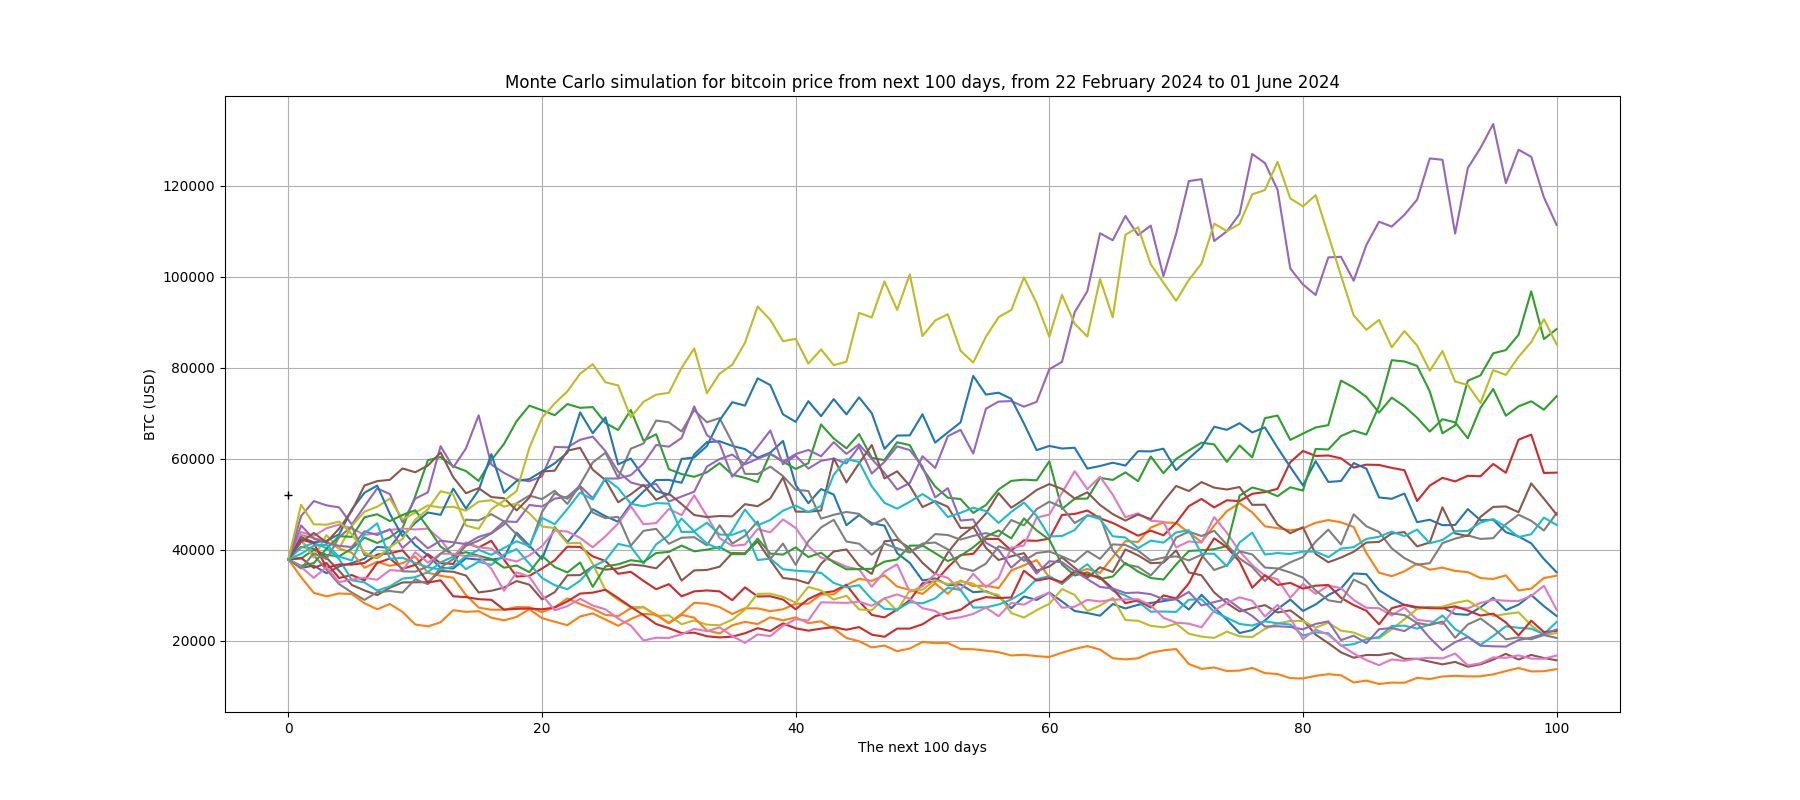 Monte Carlo simulation for bitcoin price from next 100 days, from 22 February 2024 to 01 June 2024
120000
100000
80000
60000
40000
20000
BTC (USD)
0 20 40 60 80 100
The next 100 days